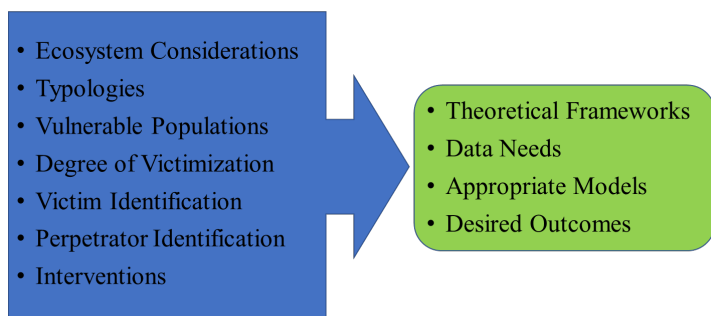 • Ecosystem Considerations
• Typologies
• Vulnerable Populations
• Degree of Victimization
• Victim Identification
• Perpetrator Identification
• Interventions
• Theoretical Frameworks
• Data Needs
• Appropriate Models
• Desired Outcomes